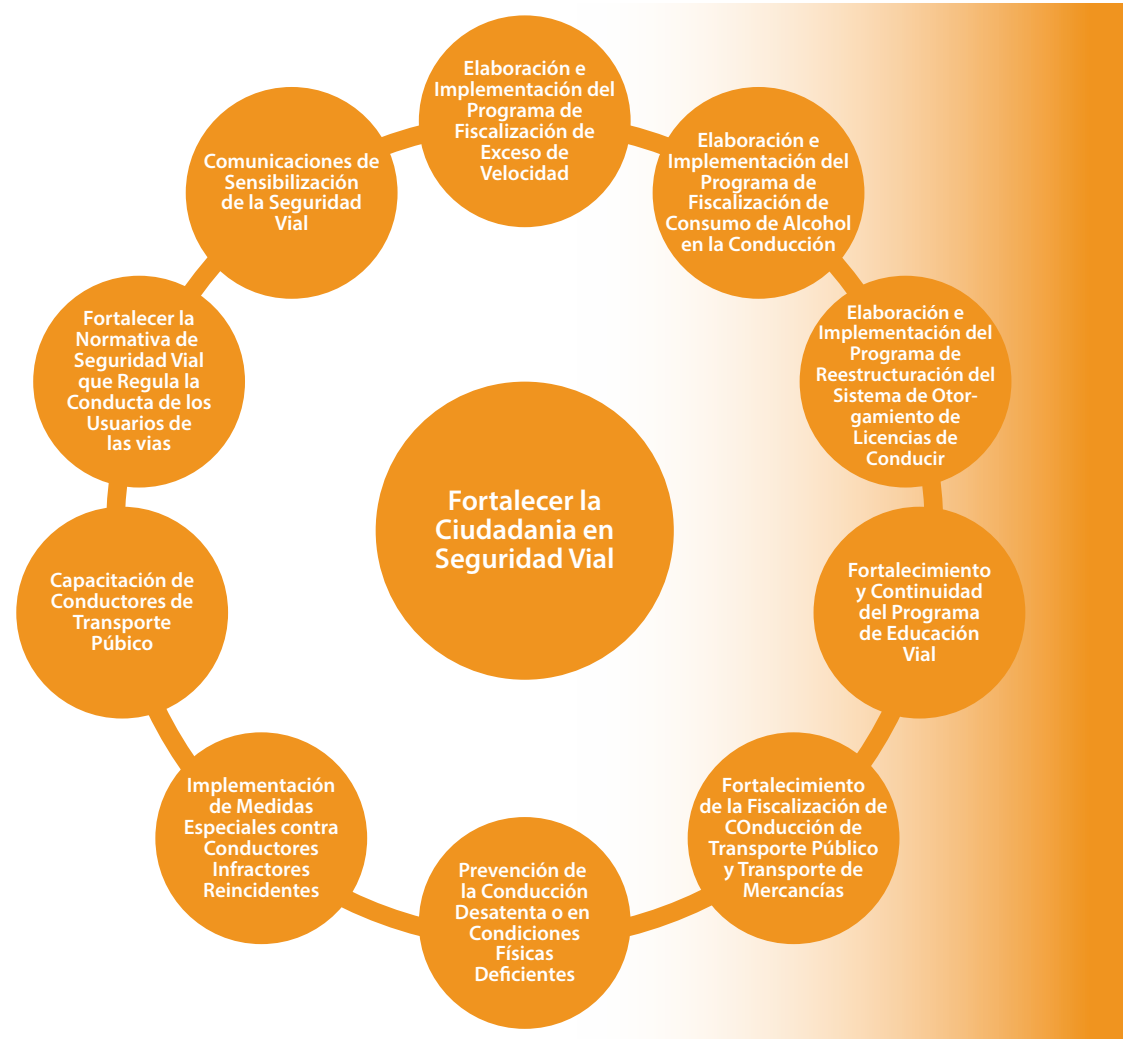 Elaboración e
Implementación del
Programa de
Fiscalización de
Exceso de
Velocidad
Elaboración e
Implementación del
Programa de
Fiscalización de
Consumo de Alcohol
en la Conducción
Elaboración e
Implementación del
Programa de
Reestructuración del
Sistema de Otor-
gamiento de
Licencias de
Conducir
Fortalecimiento
y Continuidad
del Programa
de Educación
Vial
Fortalecimiento
de la Fiscalización de
COnducción de
Transporte Público
y Transporte de
Mercancías
Prevención de
la Conducción
Desatenta o en
Condiciones
Físicas
Deficientes
Implementación
de Medidas
Especiales contra
Conductores
Infractores
Reincidentes
Capacitación de
Conductores de
Transporte
Púbico
Fortalecer la
Normativa de
Seguridad Vial
que Regula la
Conducta de los
Usuarios de
las vias
Comunicaciones de
Sensibilización
de la Seguridad
Vial
Fortalecer la
Ciudadania en
Seguridad Vial